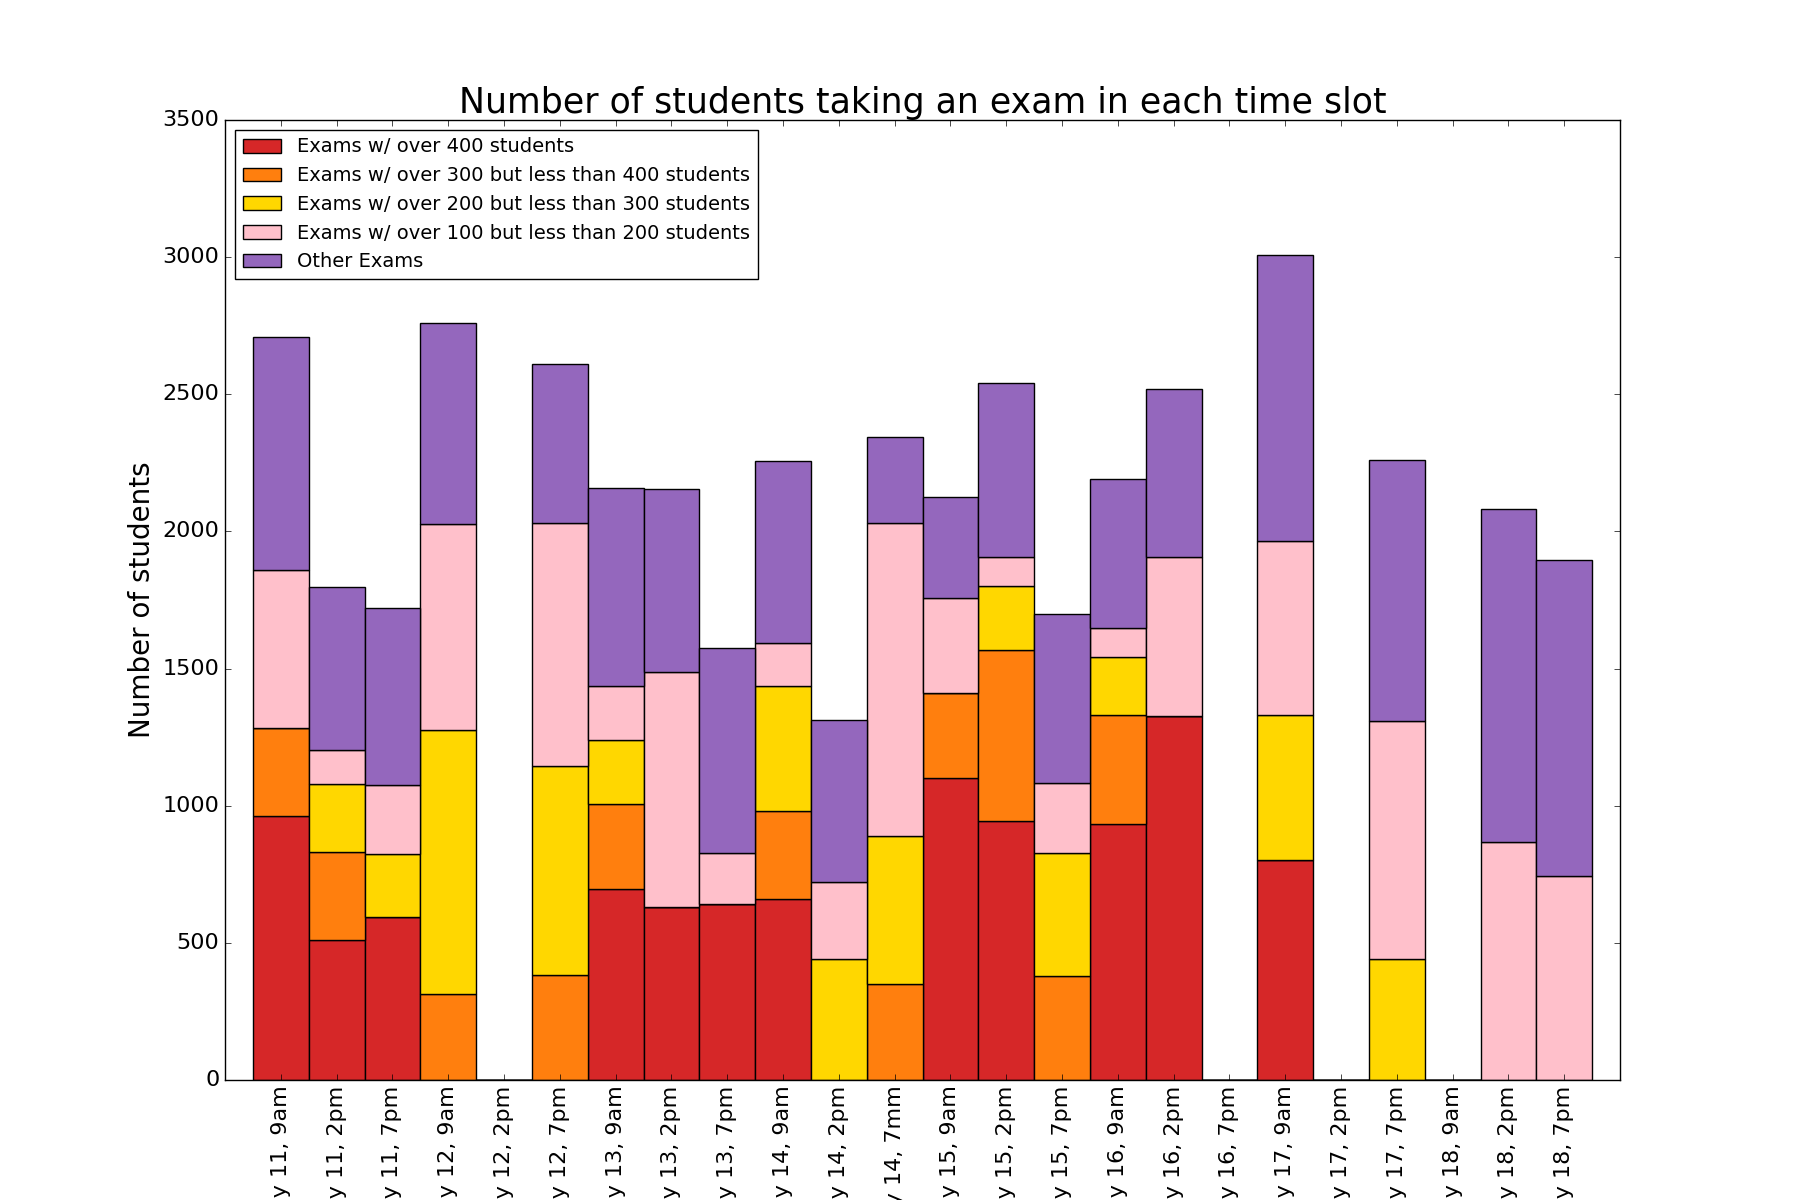 Number of students taking an exam in each time slot
3500
3000
2500
2000
1500
1000
500
0
Number of students
Exams w/ over 400 students
Exams w/ over 300 but less than 400 students
Exams w/ over 200 but less than 300 students
Exams w/ over 100 but less than 200 students
Other Exams
y 11, 9am
y 11, 2pm
y 11, 7pm
y 12, 9am
y 12, 2pm
y 12, 7pm
y 13, 9am
y 13, 2pm
y 13, 7pm
y 14, 9am
y 14, 2pm
y 14, 7mm
y 15, 9am
y 15, 2pm
y 15, 7pm
y 16, 9am
y 16, 2pm
y 16, 7pm
y 17, 9am
y 17, 2pm
y 17, 7pm
y 18, 9am
y 18, 2pm
y 18, 7pm